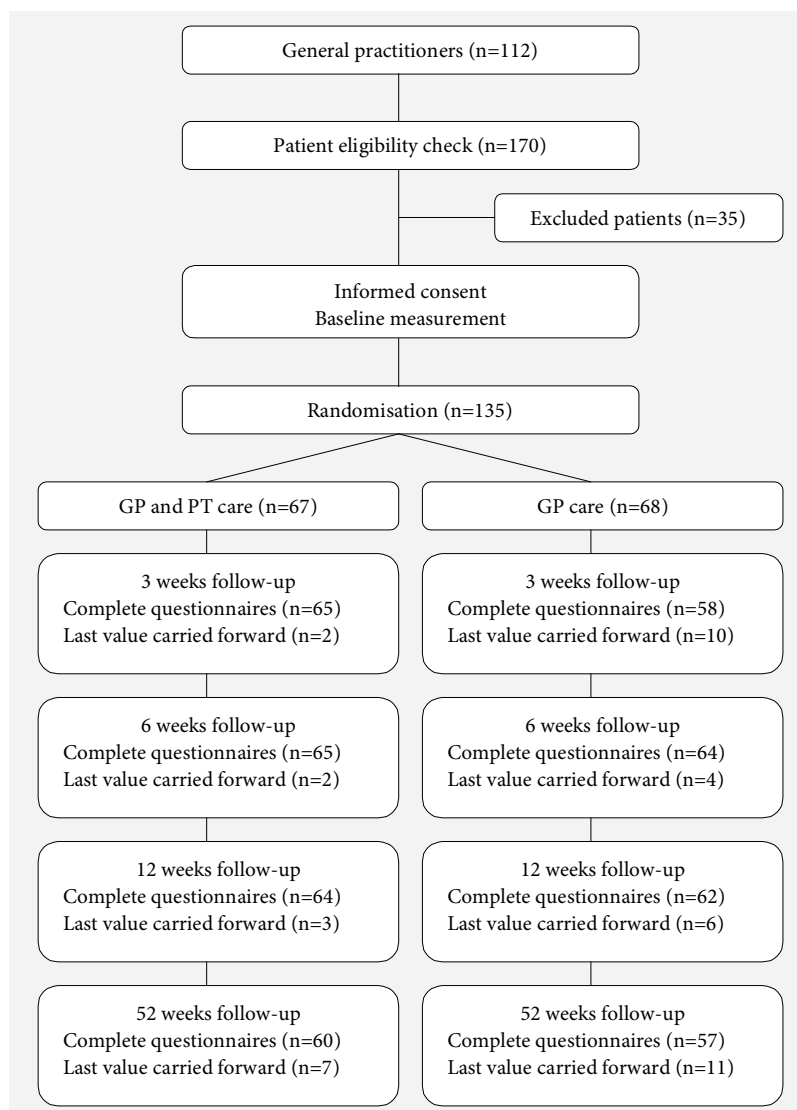 General practitioners (n=112)
Patient eligibility check (n=170)
Excluded patients (n=35)
Informed consent
Baseline measurement
Randomisation (n=135)
GP and PT care (n=67)
3 weeks follow-up
Complete questionnaires (n=65)
Last value carried forward (n=2)
6 weeks follow-up
Complete questionnaires (n=65)
Last value carried forward (n=2)
12 weeks follow-up
Complete questionnaires (n=64)
Last value carried forward (n=3)
52 weeks follow-up
Complete questionnaires (n=60)
Last value carried forward (n=7)
GP care (n=68)
3 weeks follow-up
Complete questionnaires (n=58)
Last value carried forward (n=10)
6 weeks follow-up
Complete questionnaires (n=64)
Last value carried forward (n=4)
12 weeks follow-up
Complete questionnaires (n=62)
Last value carried forward (n=6)
52 weeks follow-up
Complete questionnaires (n=57)
Last value carried forward (n=11)